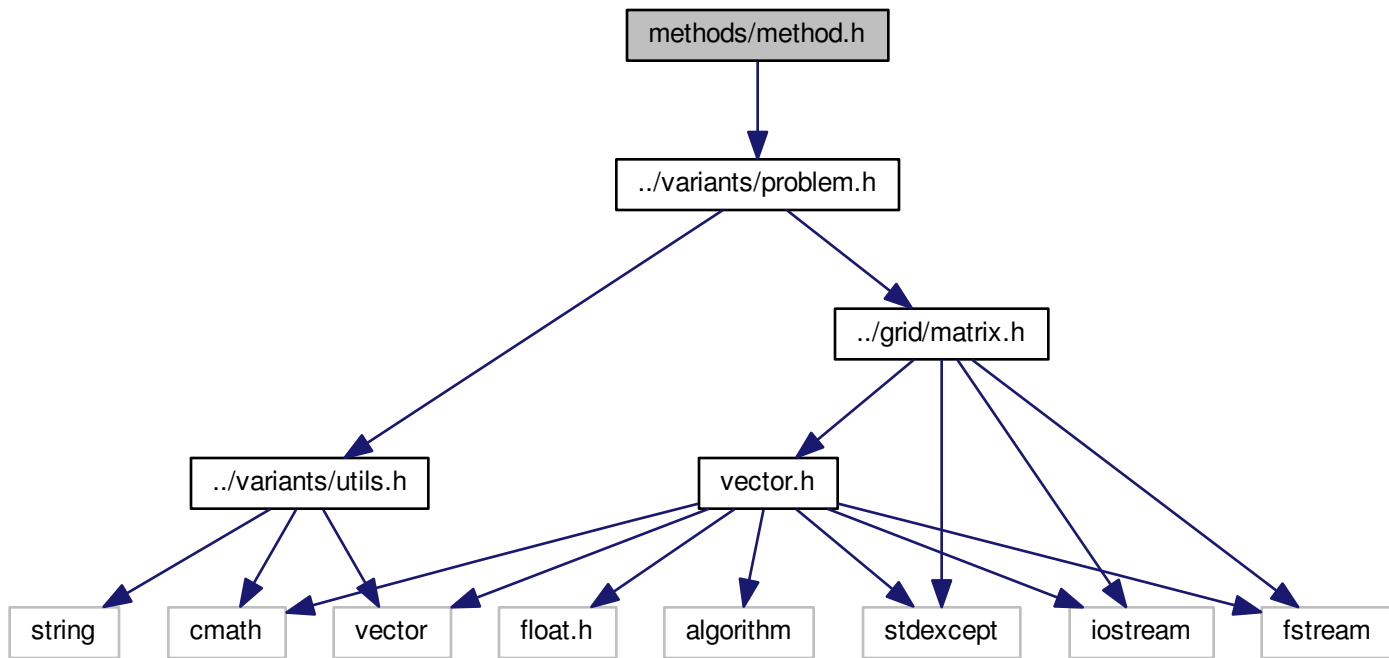 methods/method.h
../variants/problem.h
../grid/matrix.h
../variants/utils.h
vector.h
string
cmath
vector
float.h
algorithm
stdexcept
iostream
fstream